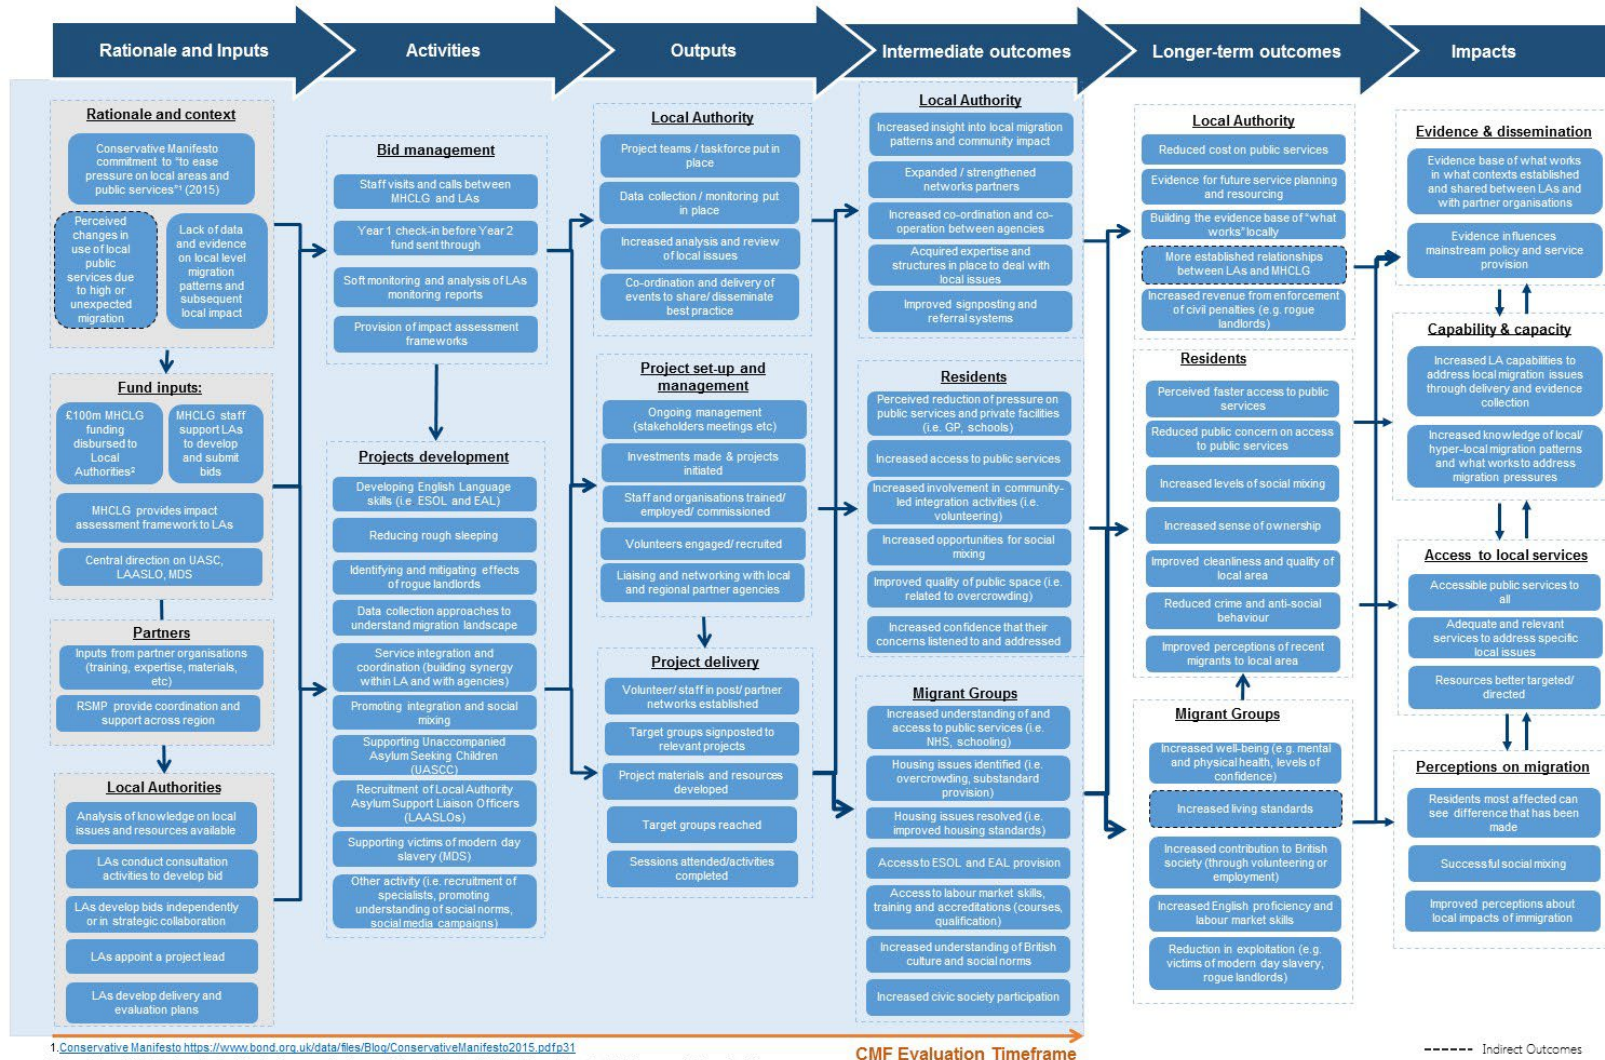 Rationale and Inputs
Activities
Outputs
Intermediate outcomes
Longer-term outcomes
Impacts
Rationale and context
Conservative Manifesto
commitment to "to ease
pressure on local areas and
public services"¹ (2015)
Perceived
changes in
use of local
public
services due
to high or
unexpected
migration
Lack of data
and evidence
on local level
migration
patterns and
subsequent
local impact
Fund inputs:
£100m MHCLG
funding
disbursed to
Local
Authorities²
MHCLG staff
support LAs
to develop
and submit
bids
MHCLG provides impact
assessment framework to LAs
Central direction on UASC,
LAASLO, MDS
Partners
Inputs from partner organisations
(training, expertise, materials,
etc)
RSMP provide coordination and
support across region
Local Authorities
Analysis of knowledge on local
issues and resources available
LAs conduct consultation
activities to develop bid
LAs develop bids independently
or in strategic collaboration
LAs appoint a project lead
LAs develop delivery and
evaluation plans
Bid management
Staff visits and calls between
MHCLG and LAs
Year 1 check-in before Year 2
fund sent through
Soft monitoring and analysis of LAs
monitoring reports
Provision of impact assessment
frameworks
Projects development
Developing English Language
skills (i.e ESOL and EAL)
Reducing rough sleeping
Identifying and mitigating effects
of rogue landlords
Data collection approaches to
understand migration landscape
Service integration and
coordination (building synergy
within LA and with agencies)
Promoting integration and social
mixing
Supporting Unaccompanied
Asylum Seeking Children
(UASCC)
Recruitment of Local Authority
Asylum Support Liaison Officers
(LAASLOs)
Supporting victims of modern day
slavery (MDS)
Other activity (i.e. recruitment of
specialists, promoting
understanding of social norms,
social media campaigns)
Local Authority
Project teams / taskforce put in
place
Data collection / monitoring put
in place
Increased analysis and review
of local issues
Co-ordination and delivery of
events to share/ disseminate
best practice
Project set-up and
management
Ongoing management
(stakeholders meetings etc)
Investments made & projects
initiated
Staff and organisations trained/
employed/ commissioned
Volunteers engaged/ recruited
Liaising and networking with local
and regional partner agencies
Project delivery
Volunteer/ staff in post/ partner
networks established
Target groups signposted to
relevant projects
Project materials and resources
developed
Target groups reached
Sessions attended/activities
completed
Local Authority
Increased insight into local migration
patterns and community impact
Expanded / strengthened
networks partners
Increased co-ordination and co-
operation between agencies
Acquired expertise and
structures in place to deal with
local issues
Improved signposting and
referral systems
Residents
Perceived reduction of pressure on
public services and private facilities
(i.e. GP, schools)
Increased access to public services
Increased involvement in community-
led integration activities (i.e.
volunteering)
Increased opportunities for social
mixing
Improved quality of public space (i.e.
related to overcrowding)
Increased confidence that their
concerns listened to and addressed
Migrant Groups
Increased understanding of and
access to public services (i.e.
NHS, schooling)
Housing issues identified (i.e.
overcrowding, substandard
provision)
Housing issues resolved (i.e.
improved housing standards)
Access to ESOL and EAL provision
Access to labour market skills,
training and accreditations (courses,
qualification)
Increased understanding of British
culture and social norms
Increased civic society participation
Local Authority
Reduced cost on public services
Evidence for future service planning
and resourcing
Building the evidence base of "what
works" locally
More established relationships
between LAs and MHCLG
Increased revenue from enforcement
of civil penalties (e.g. rogue
landlords)
Residents
Perceived faster access to public
services
Reduced public concern on access
to public services
Increased levels of social mixing
Increased sense of ownership
Improved cleanliness and quality of
local area
Reduced crime and anti-social
behaviour
Improved perceptions of recent
migrants to local area
Migrant Groups
Increased well-being (e.g. mental
and physical health, levels of
confidence)
Increased living standards
Increased contribution to British
society (through volunteering or
employment)
Increased English proficiency and
labour market skills
Reduction in exploitation (e.g.
victims of modern day slavery,
rogue landlords)
Evidence & dissemination
Evidence base of what works
in what contexts established
and shared between LAs and
with partner organisations
Evidence influences
mainstream policy and service
provision
Capability & capacity
Increased LA capabilities to
address local migration issues
through delivery and evidence
collection
Increased knowledge of local/
hyper-local migration patterns
and what works to address
migration pressures
Access to local services
Accessible public services to
all
Adequate and relevant
services to address specific
local issues
Resources better targeted/
directed
Perceptions on migration
Residents most affected can
see difference that has been
made
Successful social mixing
Improved perceptions about
local impacts of immigration
1.Conservative Manifesto https://www.bond.org.uk/data/files/Blog/ConservativeManifesto2015.pdfp31
CMF Evaluation Timeframe
Indirect Outcomes